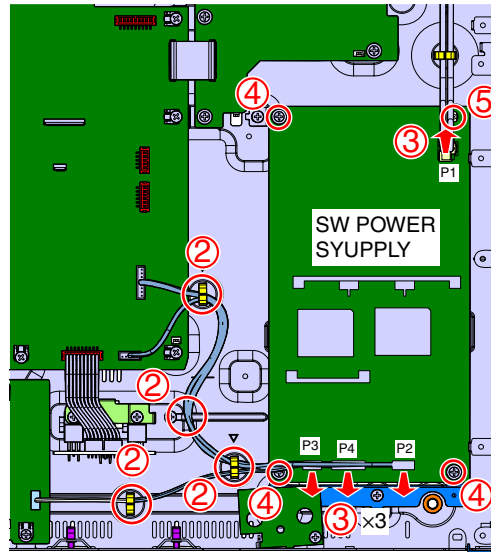 ④
⑤
③
P1
SW POWER
SYUPPLY
②
②
P3
P4
P2
②
②
④
③
×3
④